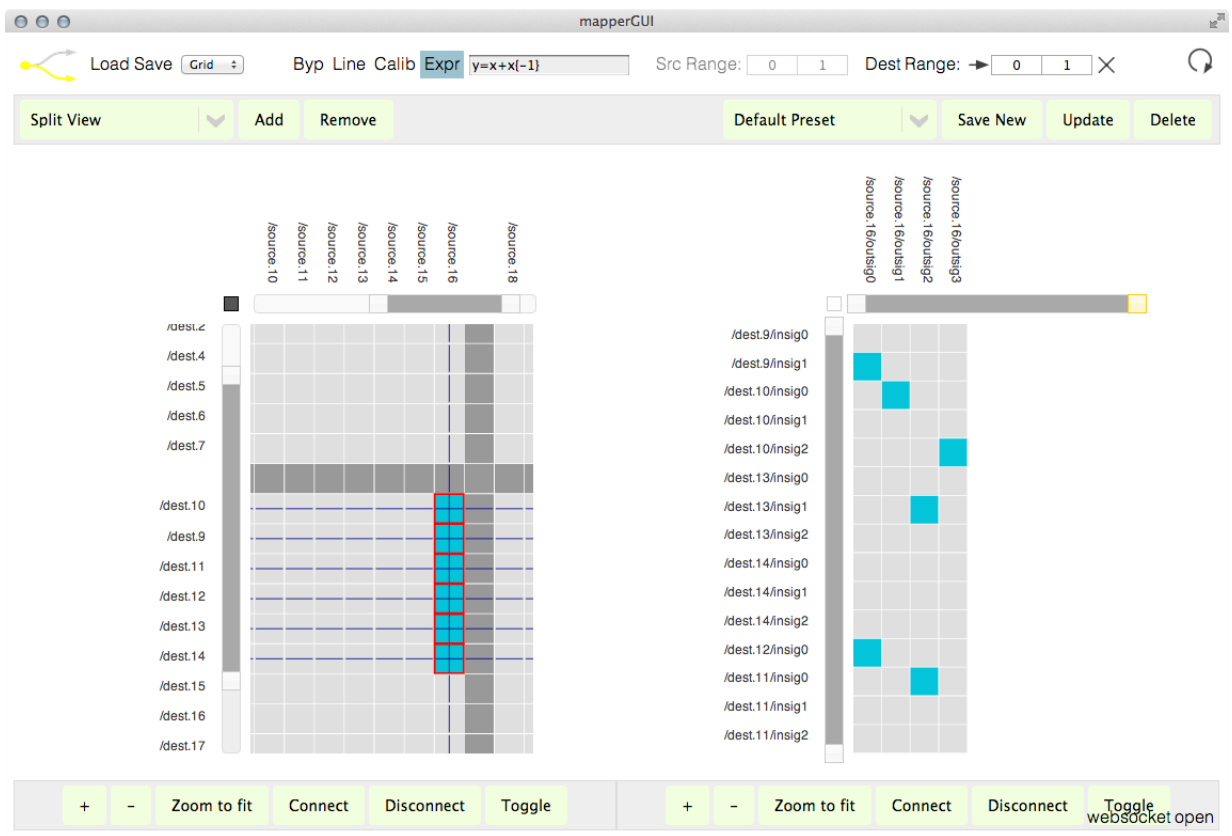 mapperGUI
Load Save Grid Byp Line Calib Expr y=x+x{-1} Src Range: 0 1 Dest Range: 0 1
Split View Add Remove Default Preset Save New Update Delete
/source.10
/source.11
/source.12
/source.13
/source.14
/source.15
/source.16
/source.18
/dest.2
/dest.4
/dest.5
/dest.6
/dest.7
/dest.10
/dest.9
/dest.11
/dest.12
/dest.13
/dest.14
/dest.15
/dest.16
/dest.17
/source.16/outsig0
/source.16/outsig1
/source.16/outsig2
/source.16/outsig3
/dest.9/insig0
/dest.9/insig1
/dest.10/insig0
/dest.10/insig1
/dest.10/insig2
/dest.13/insig0
/dest.13/insig1
/dest.13/insig2
/dest.14/insig0
/dest.14/insig1
/dest.14/insig2
/dest.12/insig0
/dest.11/insig0
/dest.11/insig1
/dest.11/insig2
+ - Zoom to fit Connect Disconnect Toggle + - Zoom to fit Connect Disconnect Toggle
websocket open